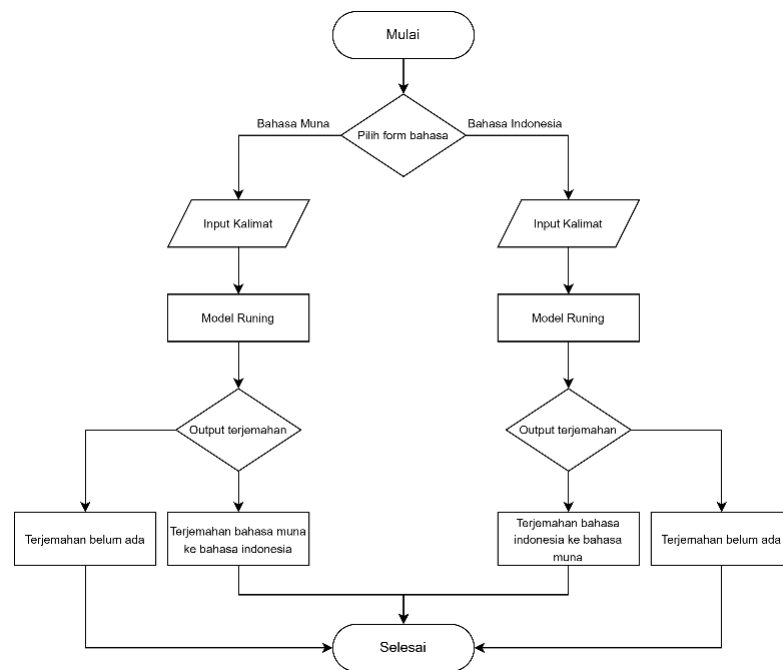 Mulai
Bahasa Muna
Pilih form bahasa
Bahasa Indonesia
Input Kalimat
Input Kalimat
Model Runing
Model Runing
Output terjemahan
Output terjemahan
Terjemahan belum ada
Terjemahan bahasa muna
ke bahasa indonesia
Terjemahan bahasa
indonesia ke bahasa
muna
Terjemahan belum ada
Selesai